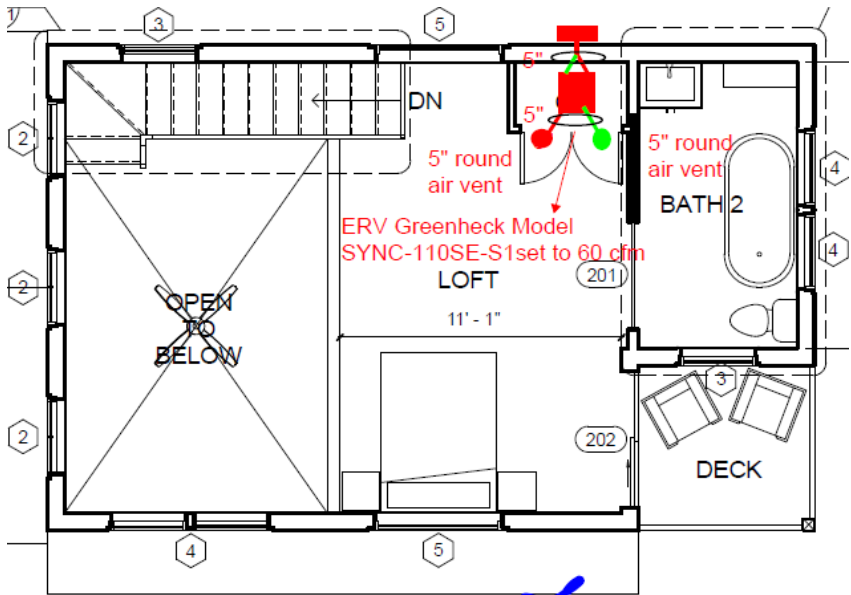 3
5
5"
DN
5"
2
5" round
air vent
5" round
air vent
4
BATH 2
ERV Greenheck Model
SYNC-110SE-S1set to 60 cfm
4
201
LOFT
2
OPEN
TO
BELOW
11' - 1"
3
2
202
DECK
4
5